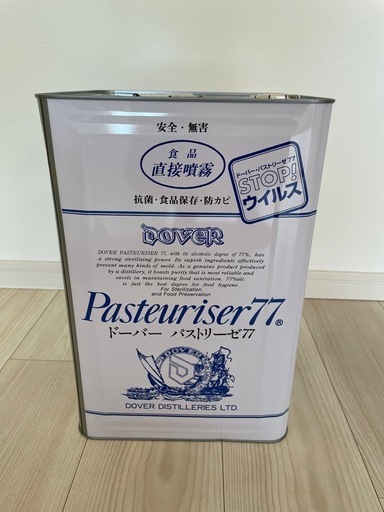 安全・無害
食品
直接噴霧
抗菌・食品保存・防カビ
ドーバー・パストリーゼ77
STOP!
ウイルス
DOVER
DOVER PASTEURISER 77, with its alcoholic degree of 77%, has
a strong sterilising power. Its superb ingredients effectively
prevent many kinds of mold. As a genuine product produced
by a distillery, it boasts purity that is most reliable and
excels in maintaining food sanitation. 77%alc.
is just the best degree for food hygiene.
For Sterilization
and Food Preservation
Pasteuriser77®
ドーバー パストリーゼ77
DOVER DISTILLERIES LTD.